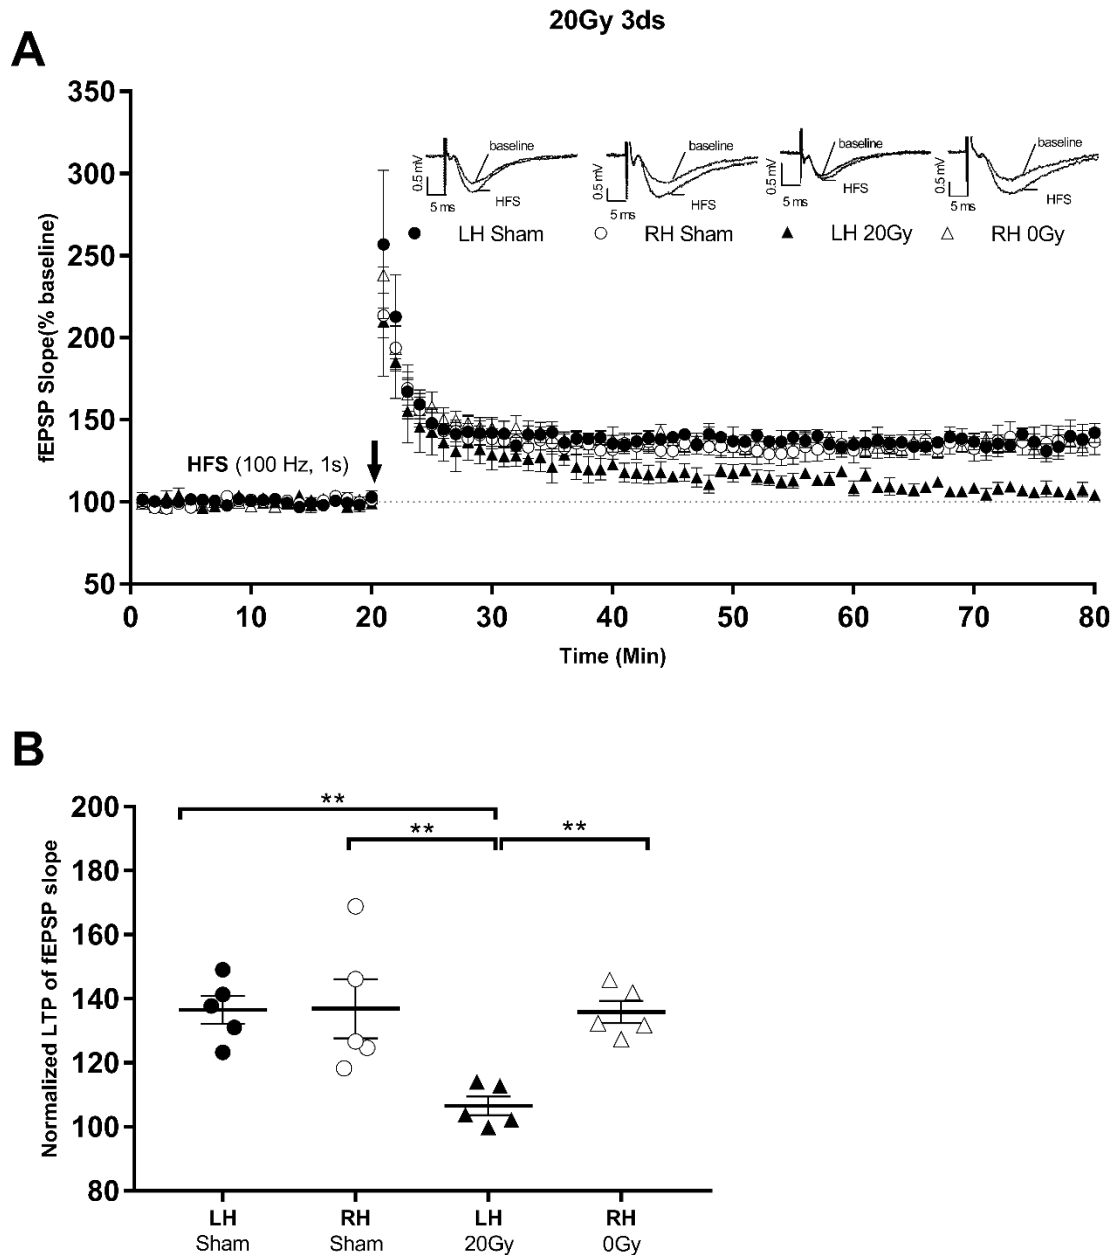 20Gy 3ds
A
350
300
250
200
150
100
50
fEPSP Slope(% baseline)
baseline
HFS
0.5 mV
5 ms
baseline
HFS
0.5 mV
5 ms
baseline
HFS
0.5 mV
5 ms
baseline
HFS
0.5 mV
5 ms
LH Sham
RH Sham
LH 20Gy
RH 0Gy
HFS (100 Hz, 1s)
0 10 20 30 40 50 60 70 80
Time (Min)
B
200
180
160
140
120
100
80
Normalized LTP of fEPSP slope
**
**
**
LH
Sham
RH
Sham
LH
20Gy
RH
0Gy